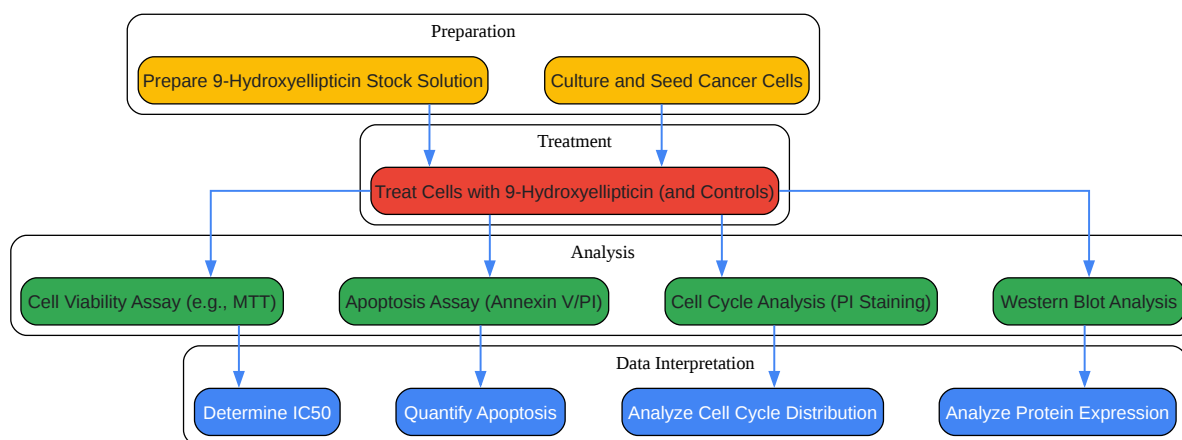 Preparation
Prepare 9-Hydroxyellipticin Stock Solution
Culture and Seed Cancer Cells
Treatment
Treat Cells with 9-Hydroxyellipticin (and Controls)
Analysis
Cell Viability Assay (e.g., MTT)
Apoptosis Assay (Annexin V/PI)
Cell Cycle Analysis (PI Staining)
Western Blot Analysis
Data Interpretation
Determine IC50
Quantify Apoptosis
Analyze Cell Cycle Distribution
Analyze Protein Expression